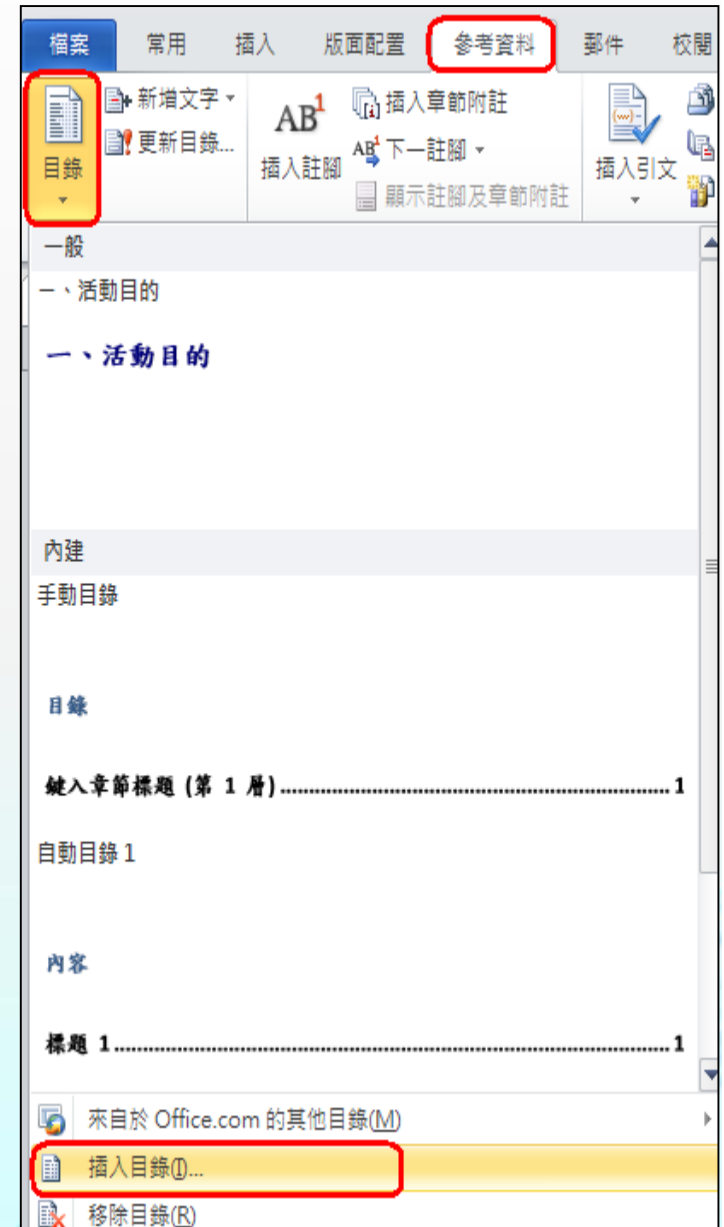 檔案 常用 插入 版面配置 參考資料 郵件 校閱
新增文字
更新目錄...
目錄
AB1
插入註腳
插入章節附註
AB1 下一註腳
顯示註腳及章節附註
插入引文
一般
一、活動目的
一、活動目的
內建
手動目錄
目錄
鍵入章節標題 (第 1 層)......................................................................1
自動目錄 1
內容
標題 1......................................................................1
來自於 Office.com 的其他目錄(M)
插入目錄(I)...
移除目錄(R)